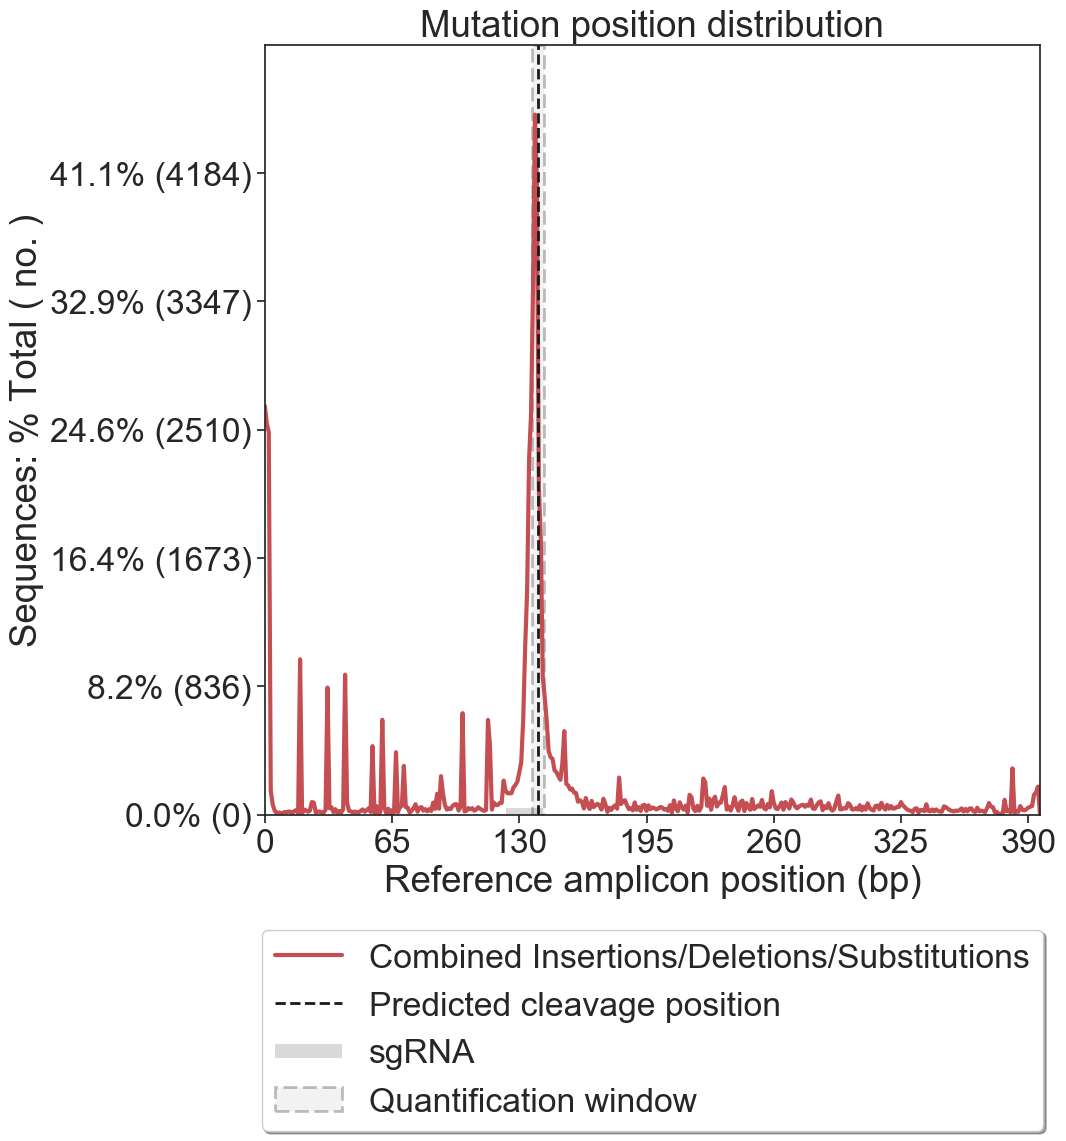 Mutation position distribution
Sequences: % Total ( no. )
41.1% (4184)
32.9% (3347)
24.6% (2510)
16.4% (1673)
8.2% (836)
0.0% (0)
0 65 130 195 260 325 390
Reference amplicon position (bp)
Combined Insertions/Deletions/Substitutions
Predicted cleavage position
sgRNA
Quantification window